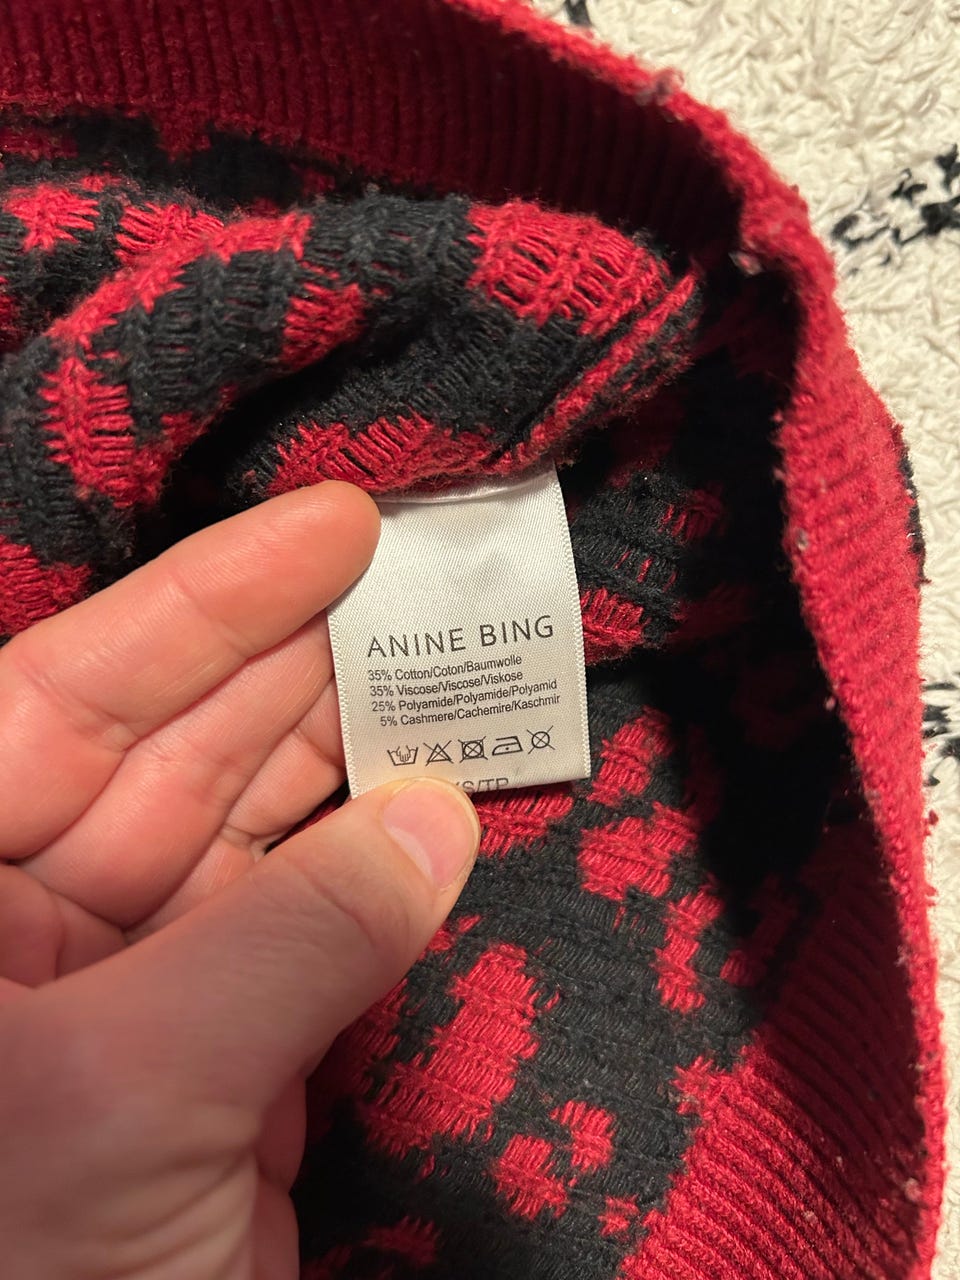 ANINE BING
35% Cotton/Coton/Baumwolle
35% Viscose/Viscose/Viskose
25% Polyamide/Polyamide/Polyamid
5% Cashmere/Cachemire/Kaschmir